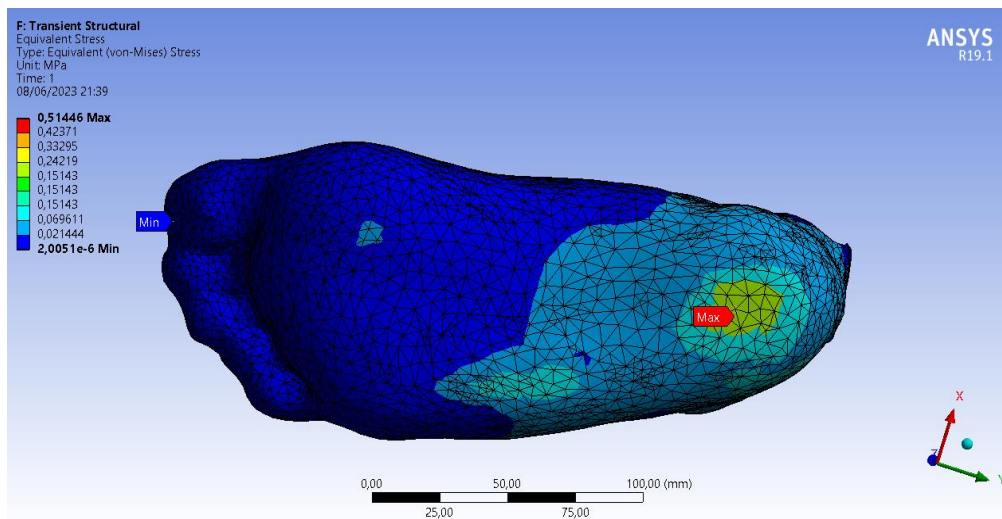 F: Transient Structural
Equivalent Stress
Type: Equivalent (von-Mises) Stress
Unit: MPa
Time: 1
08/06/2023 21:39
ANSYS
R19.1
0,51446 Max
0,42371
0,33295
0,24219
0,15143
0,15143
0,15143
0,069611
0,021444
2,0051e-6 Min
Min
Max
X
Z
Y
0,00 50,00 100,00 (mm)
25,00 75,00